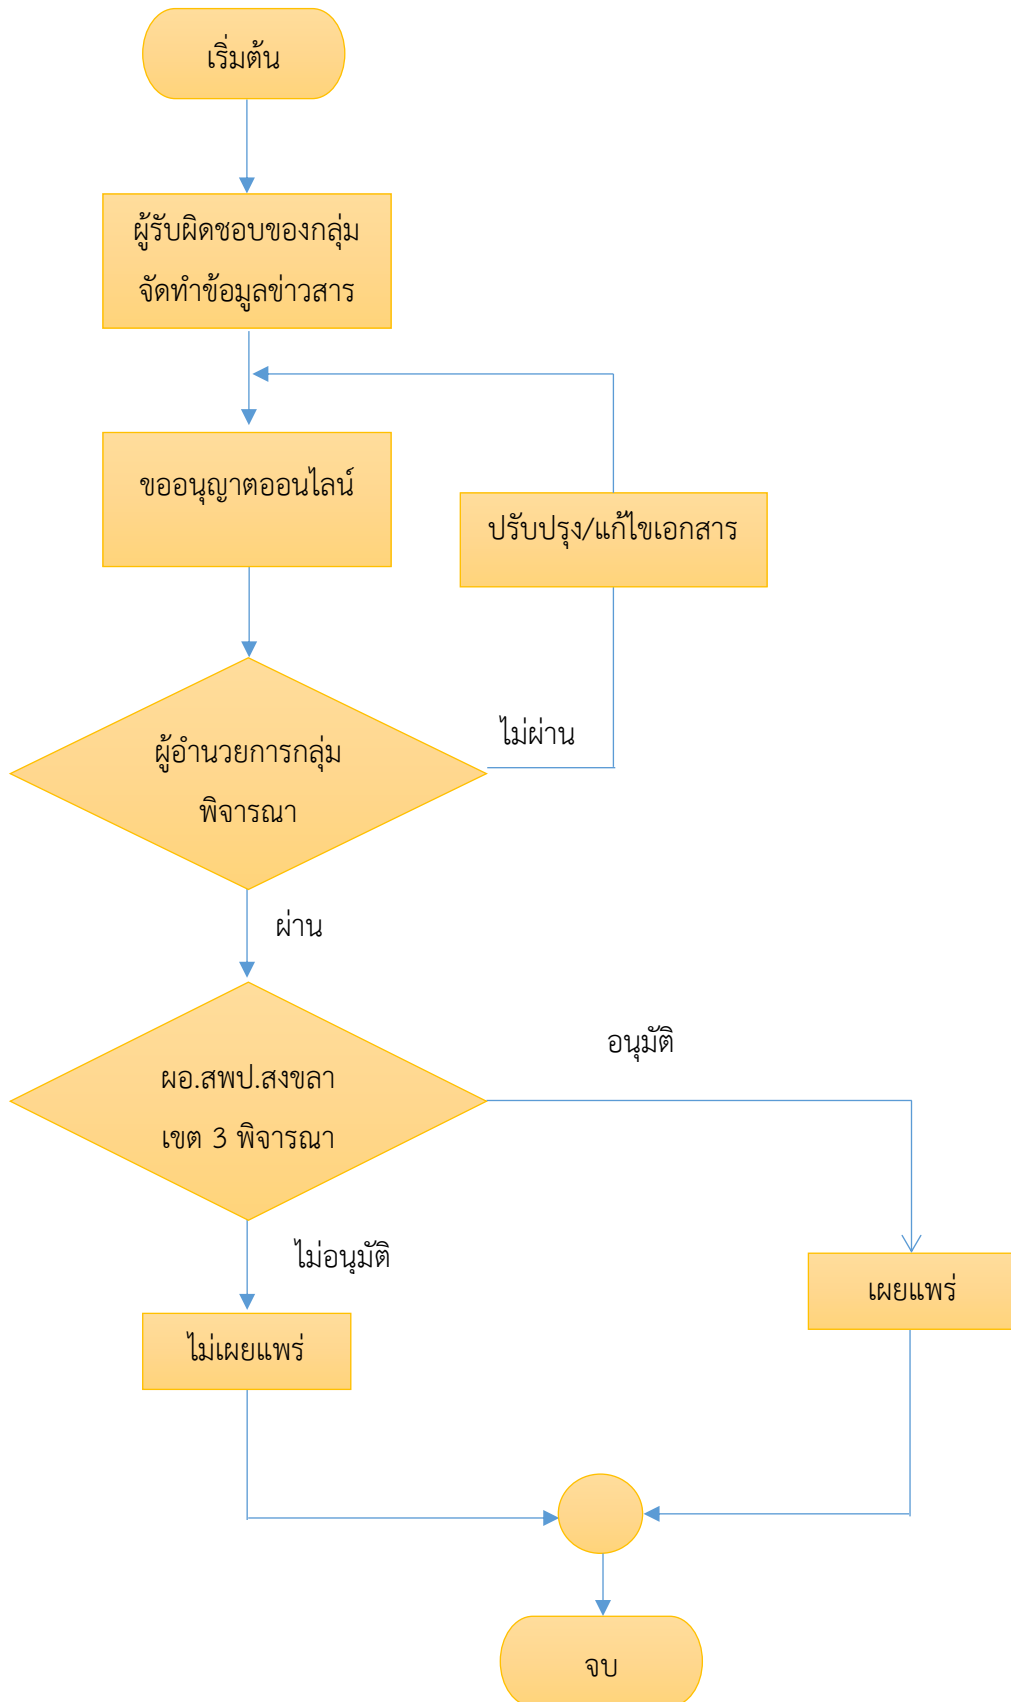 เริ่มต้น
ผู้รับผิดชอบของกลุ่ม
จัดทำข้อมูลข่าวสาร
ขออนุญาตออนไลน์
ปรับปรุง/แก้ไขเอกสาร
ไม่ผ่าน
ผู้อำนวยการกลุ่ม
พิจารณา
ผ่าน
อนุมัติ
ผอ.สพป.สงขลา
เขต 3 พิจารณา
ไม่อนุมัติ
เผยแพร่
ไม่เผยแพร่
จบ